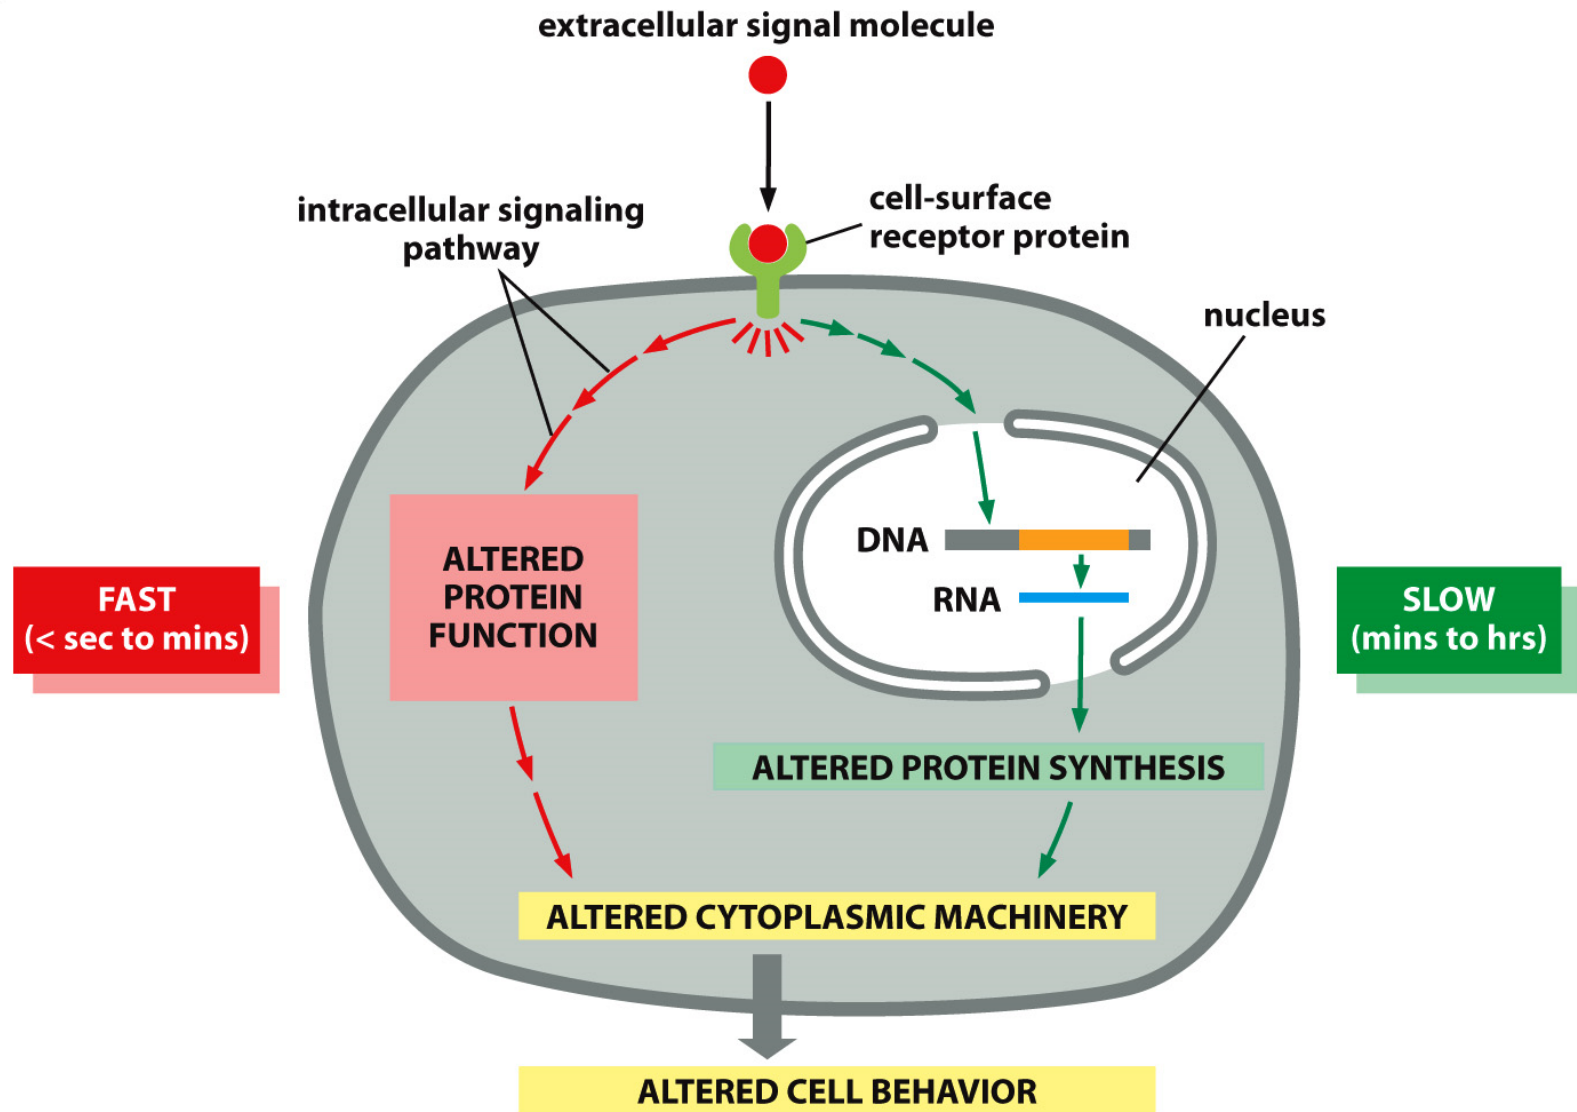 extracellular signal molecule
intracellular signaling
pathway
cell-surface
receptor protein
nucleus
DNA
RNA
ALTERED
PROTEIN
FUNCTION
FAST
(< sec to mins)
SLOW
(mins to hrs)
ALTERED PROTEIN SYNTHESIS
ALTERED CYTOPLASMIC MACHINERY
ALTERED CELL BEHAVIOR